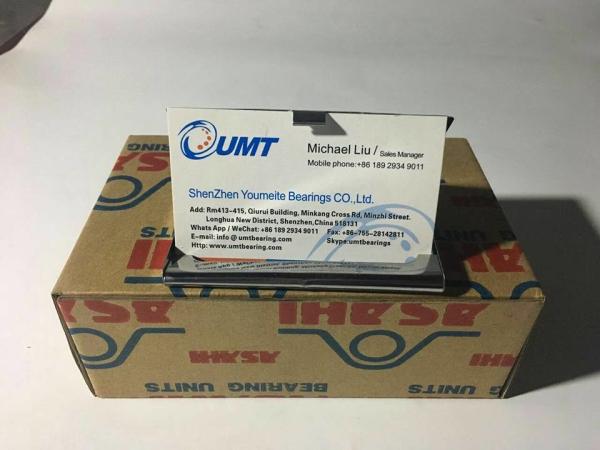 UMT
Michael Liu / Sales Manager
Mobile phone:+86 189 2934 9011
ShenZhen Youmeite Bearings CO.,Ltd.
Add: Rm413-415, Qiurui Building, Minkang Cross Rd, Minzhi Street.
Longhua New District, Shenzhen,China 518131
Whats App / WeChat: +86 189 2934 9011 Fax: +86-755-28142811
E-mail: info @ umtbearing.com Skype:umtbearings
Http: www.umtbearing.com
ASAHI
ASAHI
BEARING UNITS
BEARING UNITS